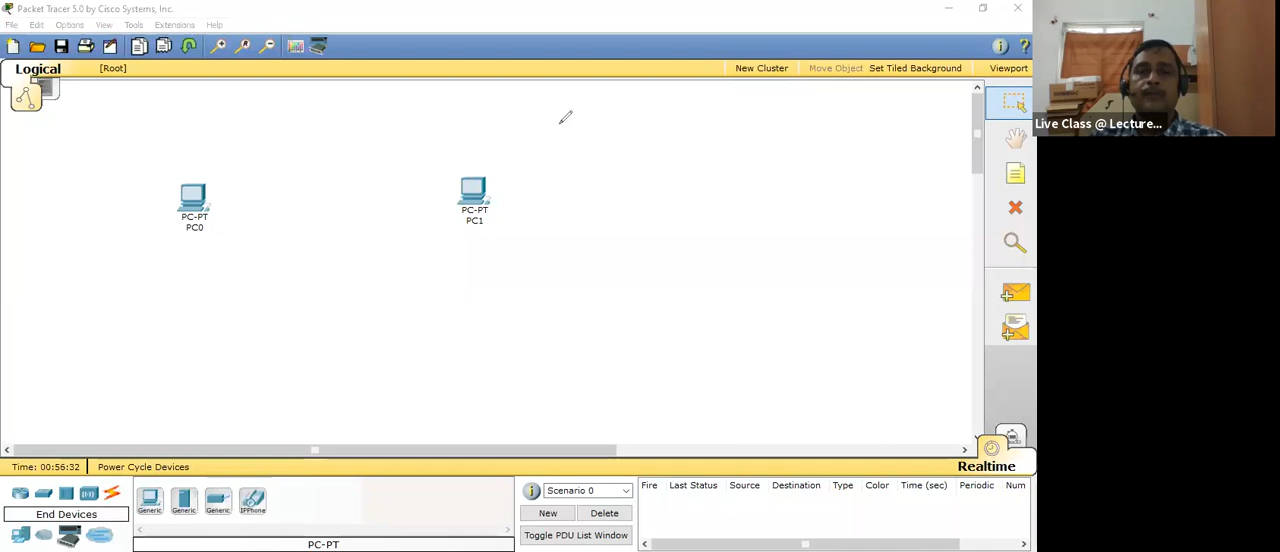 Packet Tracer 5.0 by Cisco Systems, Inc.
File Edit Options View Tools Extensions Help
Logical [Root] New Cluster Move Object Set Tiled Background Viewport
Live Class @ Lecture...
PC-PT
PC0
PC-PT
PC1
Time: 00:56:32 Power Cycle Devices Realtime
End Devices
Generic Generic Generic IPPhone
PC-PT
Scenario 0
New Delete
Toggle PDU List Window
Fire Last Status Source Destination Type Color Time (sec) Periodic Num